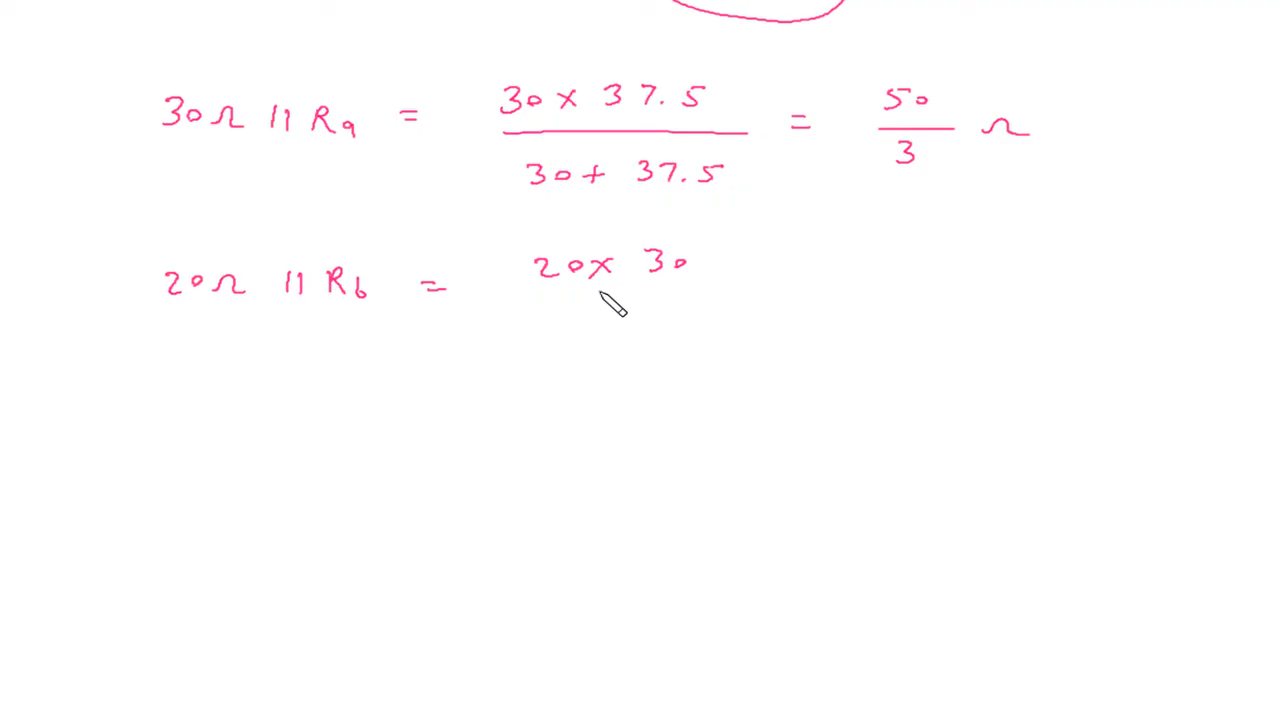 30Ω || Ra = 30 x 37.5 / 30 + 37.5 = 50 / 3 Ω
20Ω || Rb = 20 x 30